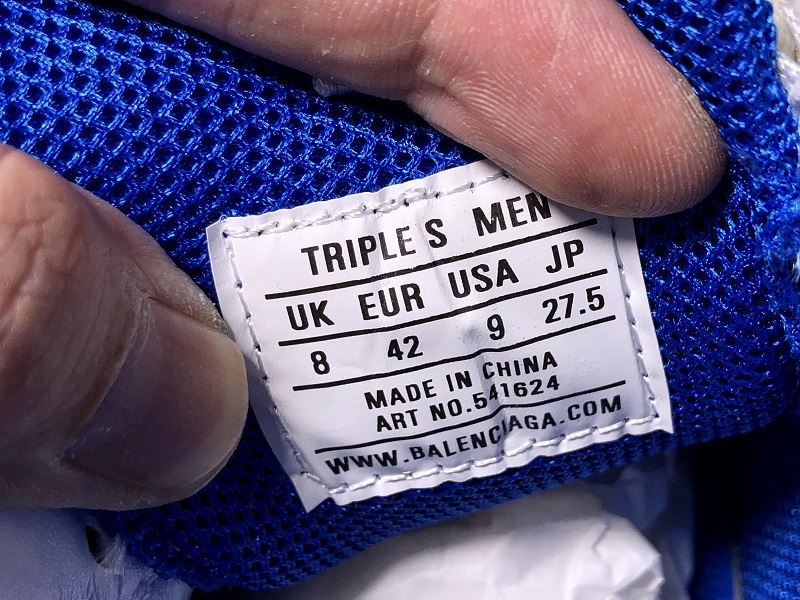 TRIPLE S MEN
UK EUR USA JP
8 42 9 27.5
MADE IN CHINA
ART NO.541624
WWW.BALENCIAGA.COM